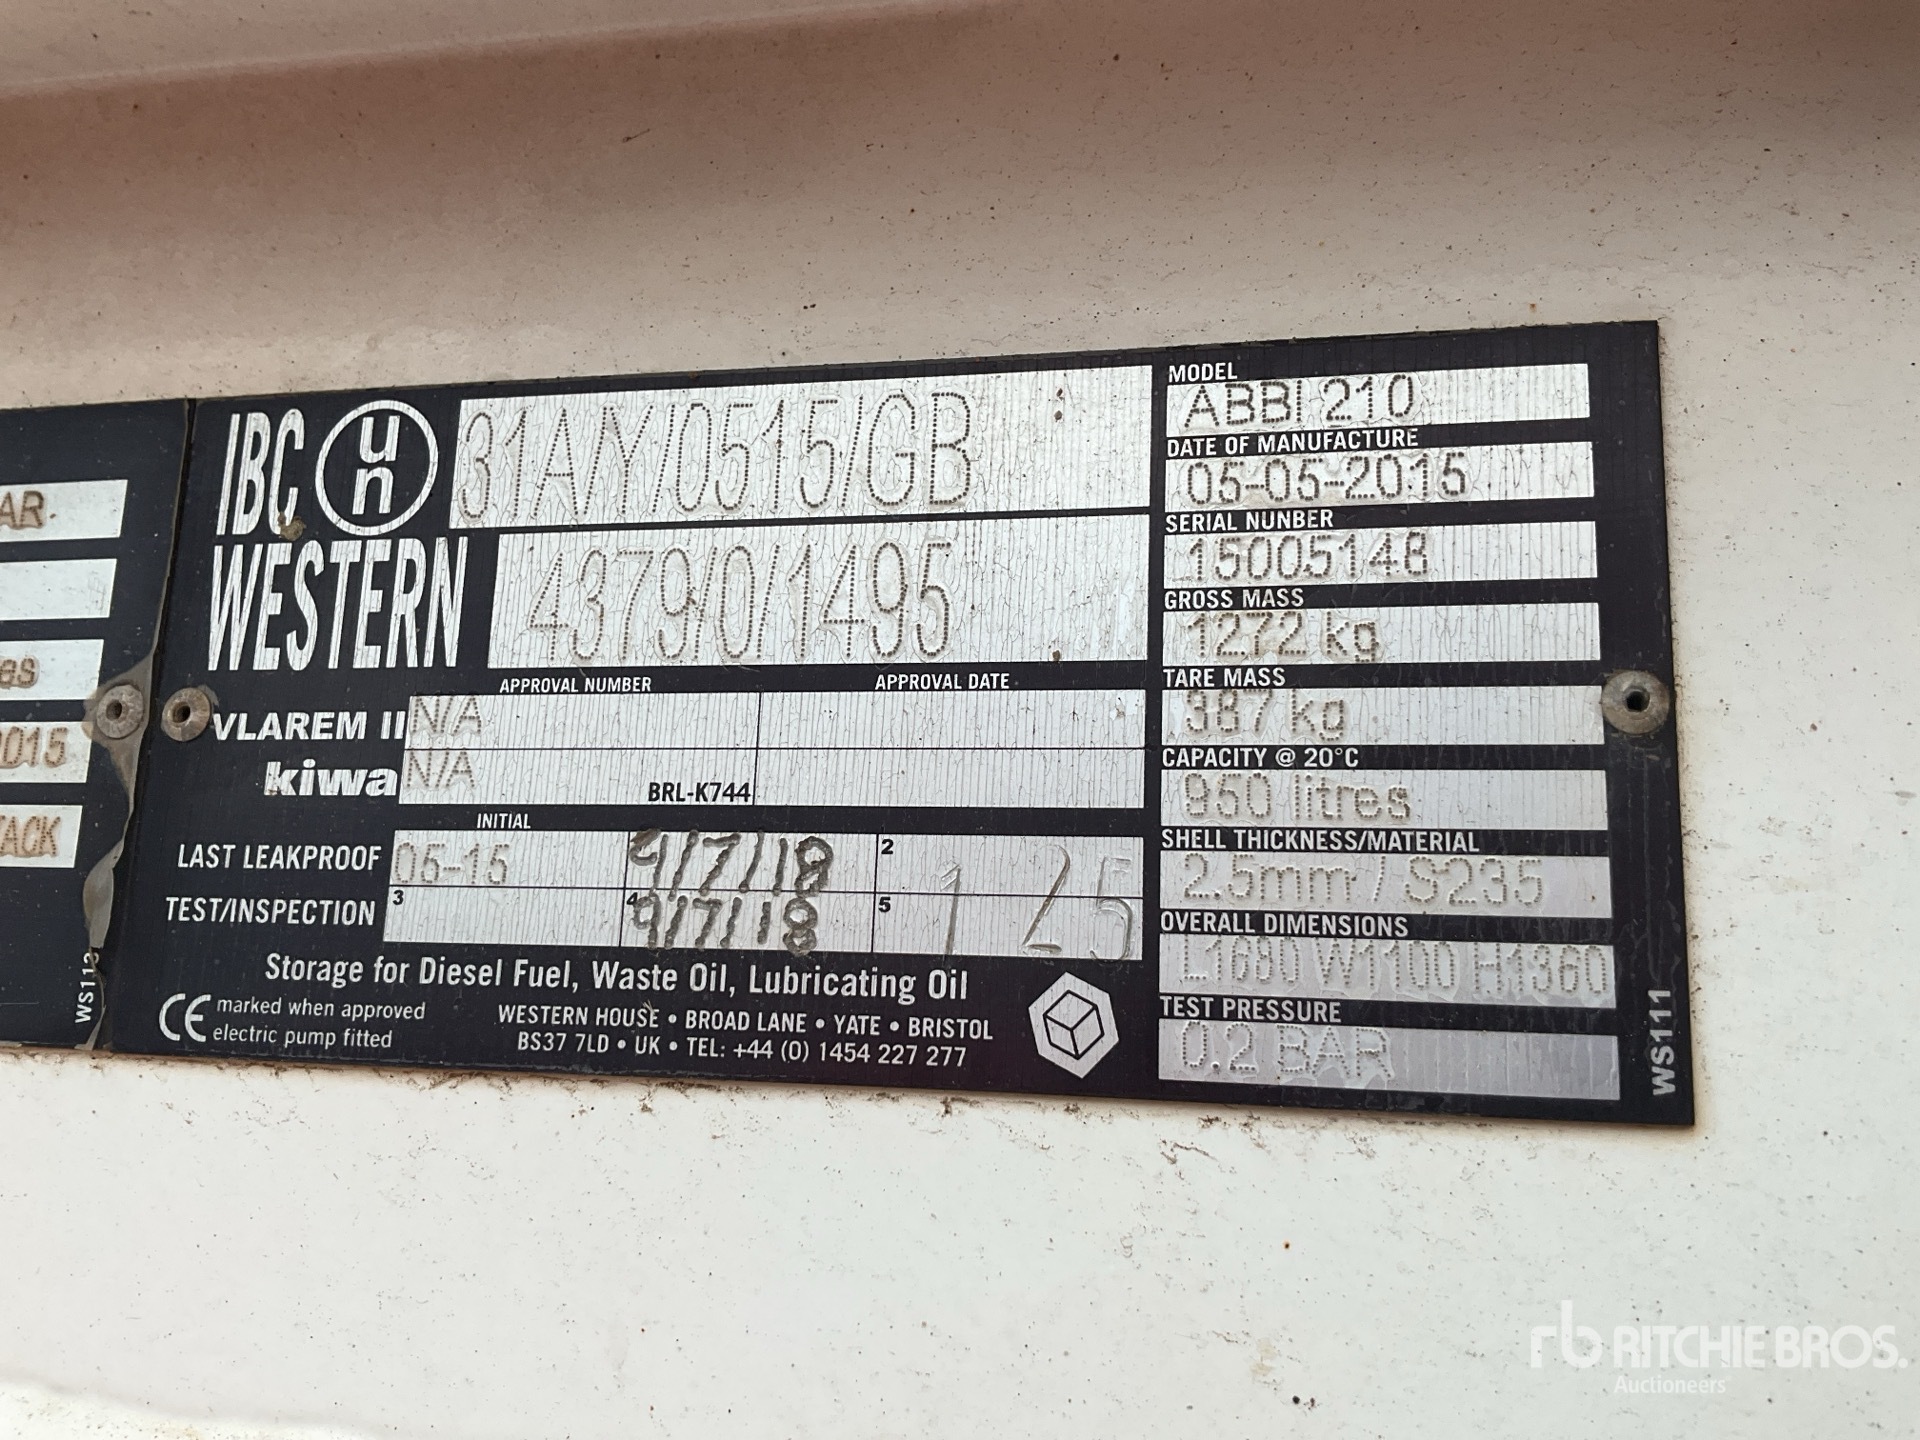 AR
015
TACK
WS113
IBC
un
31A/Y/0515/GB
WESTERN
4379/0/1495
APPROVAL NUMBER APPROVAL DATE
VLAREM II N/A
kiwa N/A BRL-K744
INITIAL
LAST LEAKPROOF 05-15 9/7/18 2
TEST/INSPECTION 3 4 9/7/18 5 1 25
Storage for Diesel Fuel, Waste Oil, Lubricating Oil
CE marked when approved
electric pump fitted
WESTERN HOUSE • BROAD LANE • YATE • BRISTOL
BS37 7LD • UK • TEL: +44 (0) 1454 227 277
MODEL
ABBI 210
DATE OF MANUFACTURE
05-05-2015
SERIAL NUNBER
15005148
GROSS MASS
1272 kg
TARE MASS
387 kg
CAPACITY @ 20°C
950 litres
SHELL THICKNESS/MATERIAL
2.5mm / S235
OVERALL DIMENSIONS
L1680 W1100 H1360
TEST PRESSURE
0.2 BAR
WS111
rb RITCHIE BROS.
Auctioneers